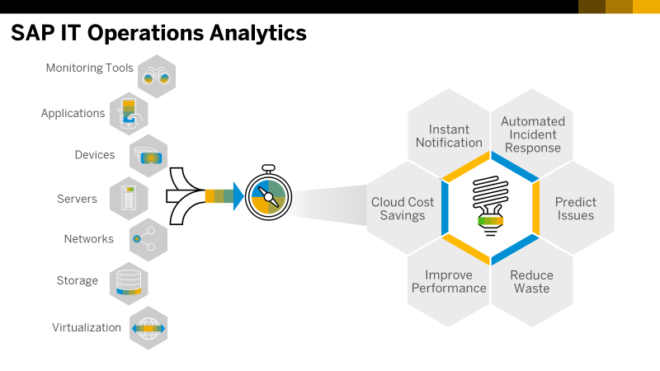 SAP IT Operations Analytics
Monitoring Tools
Applications
Devices
Servers
Networks
Storage
Virtualization
Instant
Notification
Automated
Incident
Response
Cloud Cost
Savings
Predict
Issues
Improve
Performance
Reduce
Waste